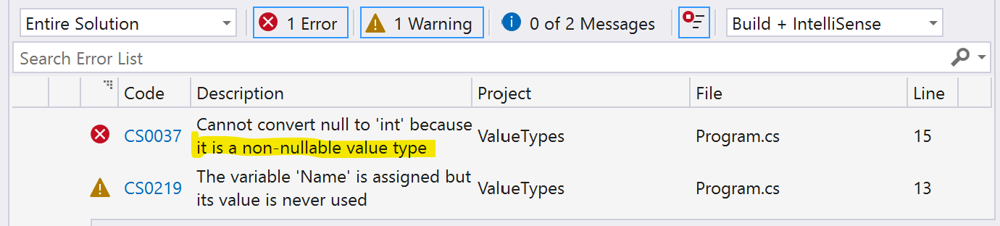 Entire Solution 1 Error 1 Warning 0 of 2 Messages Build + IntelliSense
Search Error List
Code Description Project File Line
Cannot convert null to 'int' because
CS0037 it is a non-nullable value type ValueTypes Program.cs 15
The variable 'Name' is assigned but
CS0219 its value is never used ValueTypes Program.cs 13